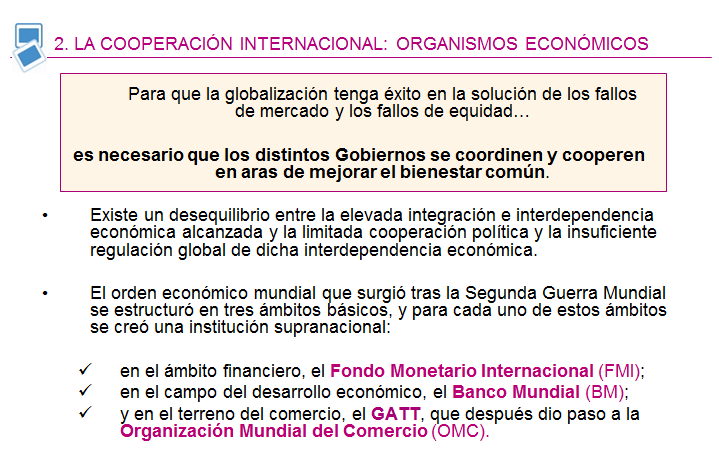 2. LA COOPERACIÓN INTERNACIONAL: ORGANISMOS ECONÓMICOS
Para que la globalización tenga éxito en la solución de los fallos
de mercado y los fallos de equidad…
es necesario que los distintos Gobiernos se coordinen y cooperen
en aras de mejorar el bienestar común.
• Existe un desequilibrio entre la elevada integración e interdependencia
económica alcanzada y la limitada cooperación política y la insuficiente
regulación global de dicha interdependencia económica.
• El orden económico mundial que surgió tras la Segunda Guerra Mundial
se estructuró en tres ámbitos básicos, y para cada uno de estos ámbitos
se creó una institución supranacional:
✓ en el ámbito financiero, el Fondo Monetario Internacional (FMI);
✓ en el campo del desarrollo económico, el Banco Mundial (BM);
✓ y en el terreno del comercio, el GATT, que después dio paso a la
Organización Mundial del Comercio (OMC).